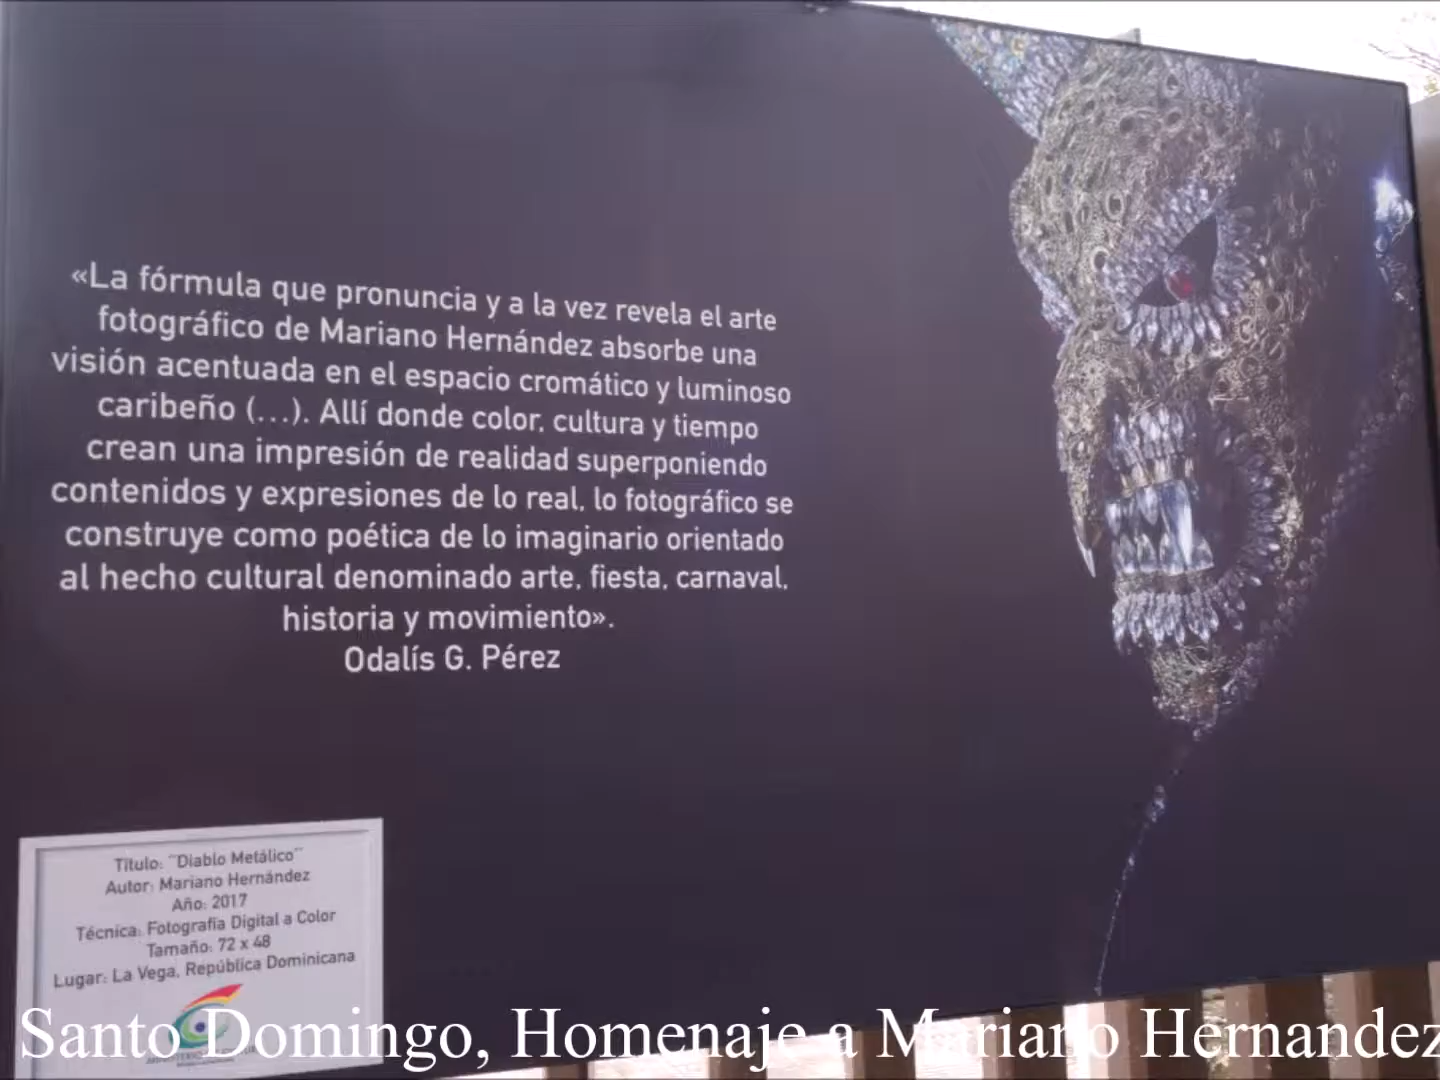 «La fórmula que pronuncia y a la vez revela el arte
fotográfico de Mariano Hernández absorbe una
visión acentuada en el espacio cromático y luminoso
caribeño (...). Allí donde color, cultura y tiempo
crean una impresión de realidad superponiendo
contenidos y expresiones de lo real, lo fotográfico se
construye como poética de lo imaginario orientado
al hecho cultural denominado arte, fiesta, carnaval,
historia y movimiento».
Odalís G. Pérez
Título: "Diablo Metálico"
Autor: Mariano Hernández
Año: 2017
Técnica: Fotografía Digital a Color
Tamaño: 72 x 48
Lugar: La Vega, República Dominicana
Santo Domingo, Homenaje a Mariano Hernandez